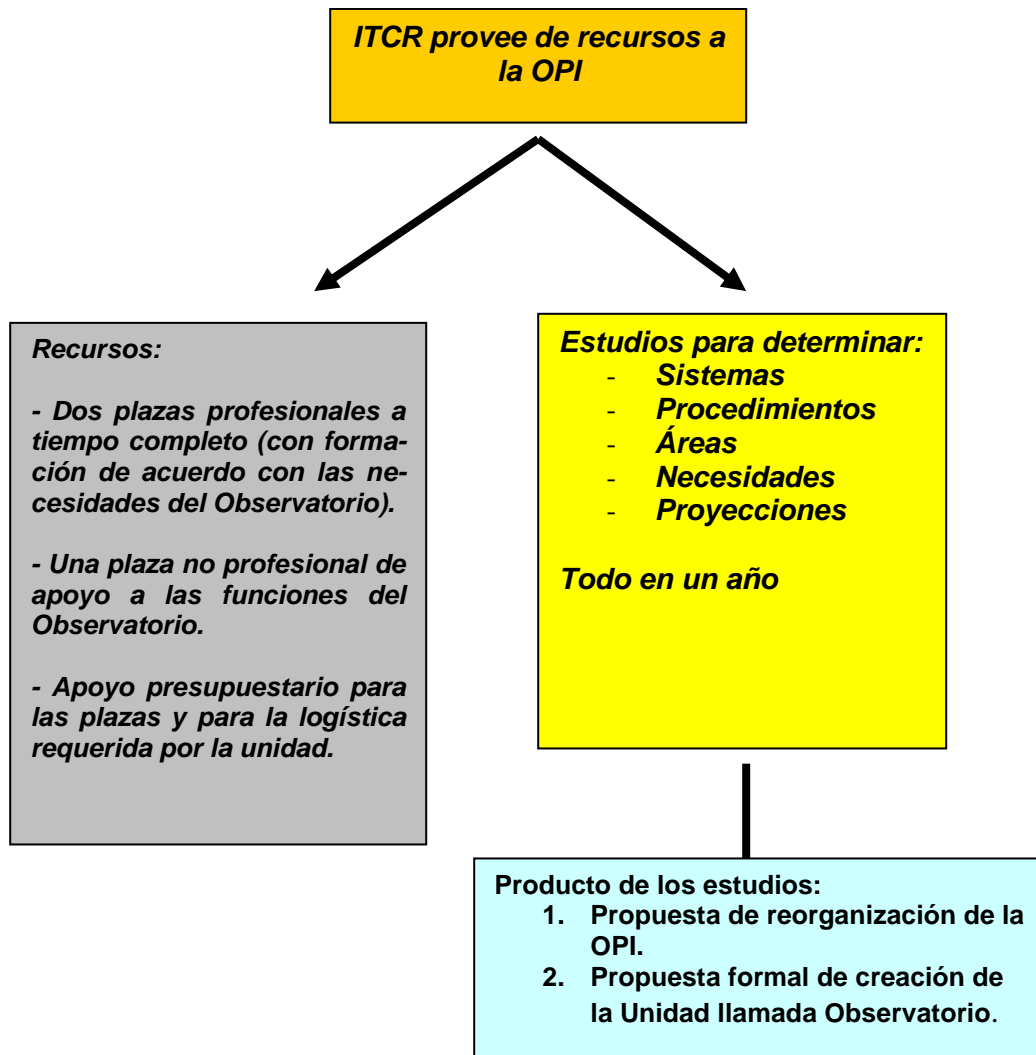 ITCR provee de recursos a
la OPI
Recursos:
- Dos plazas profesionales a
tiempo completo (con forma-
ción de acuerdo con las ne-
cesidades del Observatorio).
- Una plaza no profesional de
apoyo a las funciones del
Observatorio.
- Apoyo presupuestario para
las plazas y para la logística
requerida por la unidad.
Estudios para determinar:
- Sistemas
- Procedimientos
- Áreas
- Necesidades
- Proyecciones
Todo en un año
Producto de los estudios:
1. Propuesta de reorganización de la
OPI.
2. Propuesta formal de creación de
la Unidad llamada Observatorio.